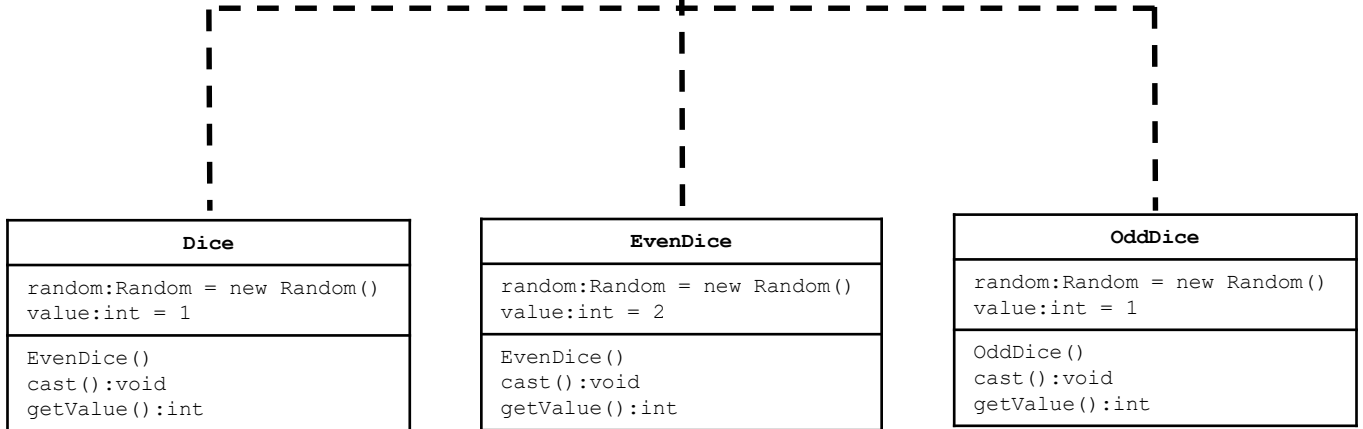 Dice
random:Random = new Random()
value:int = 1
EvenDice()
cast():void
getValue():int
EvenDice
random:Random = new Random()
value:int = 2
EvenDice()
cast():void
getValue():int
OddDice
random:Random = new Random()
value:int = 1
OddDice()
cast():void
getValue():int